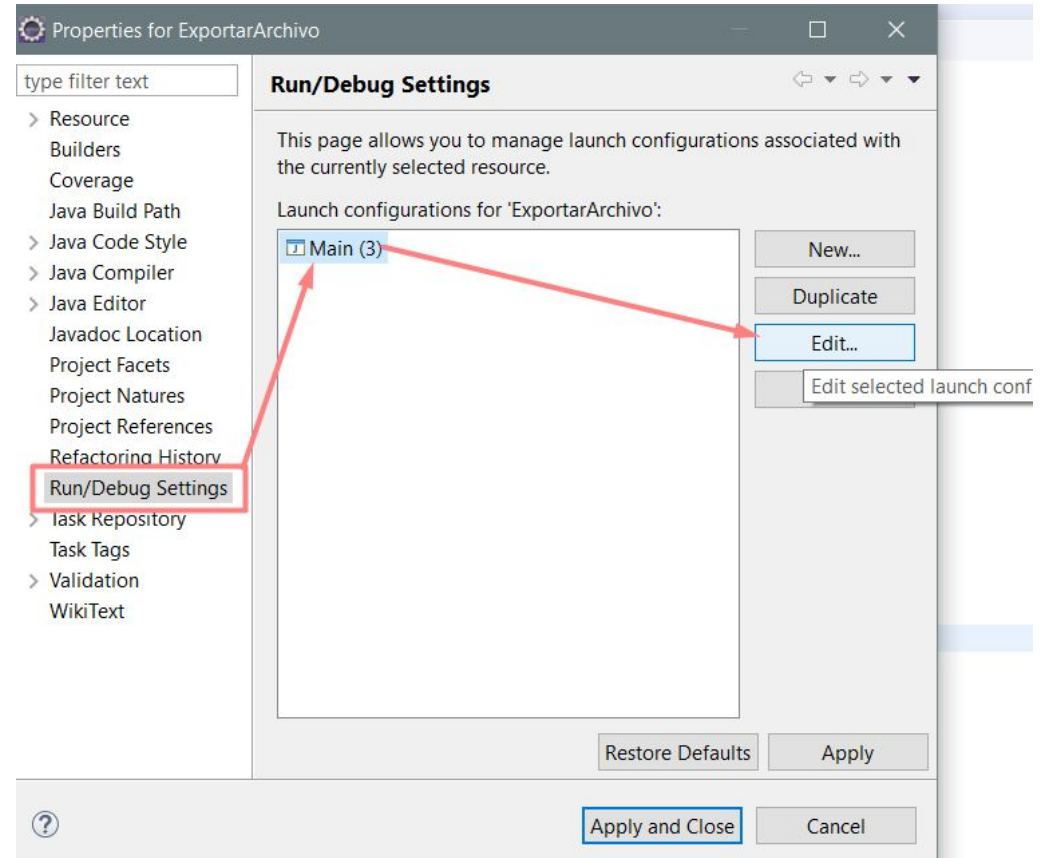 Properties for ExportarArchivo
type filter text
Run/Debug Settings
Resource
Builders
Coverage
Java Build Path
Java Code Style
Java Compiler
Java Editor
Javadoc Location
Project Facets
Project Natures
Project References
Refactoring History
Run/Debug Settings
Task Repository
Task Tags
Validation
WikiText
This page allows you to manage launch configurations associated with
the currently selected resource.
Launch configurations for 'ExportarArchivo':
Main (3)
New...
Duplicate
Edit...
Edit selected launch conf
Restore Defaults
Apply
Apply and Close
Cancel